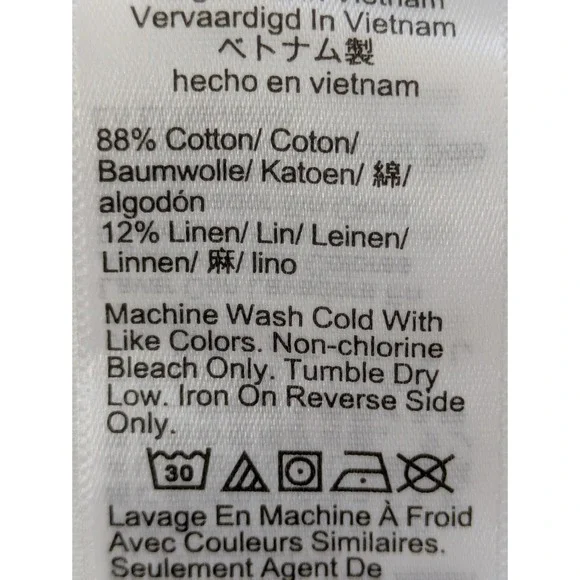 Vervaardigd In Vietnam
ベトナム製
hecho en vietnam
88% Cotton/ Coton/
Baumwolle/ Katoen/ 綿/
algodón
12% Linen/ Lin/ Leinen/
Linnen/ 麻/ lino
Machine Wash Cold With
Like Colors. Non-chlorine
Bleach Only. Tumble Dry
Low. Iron On Reverse Side
Only.
30
Lavage En Machine À Froid
Avec Couleurs Similaires.
Seulement Agent De